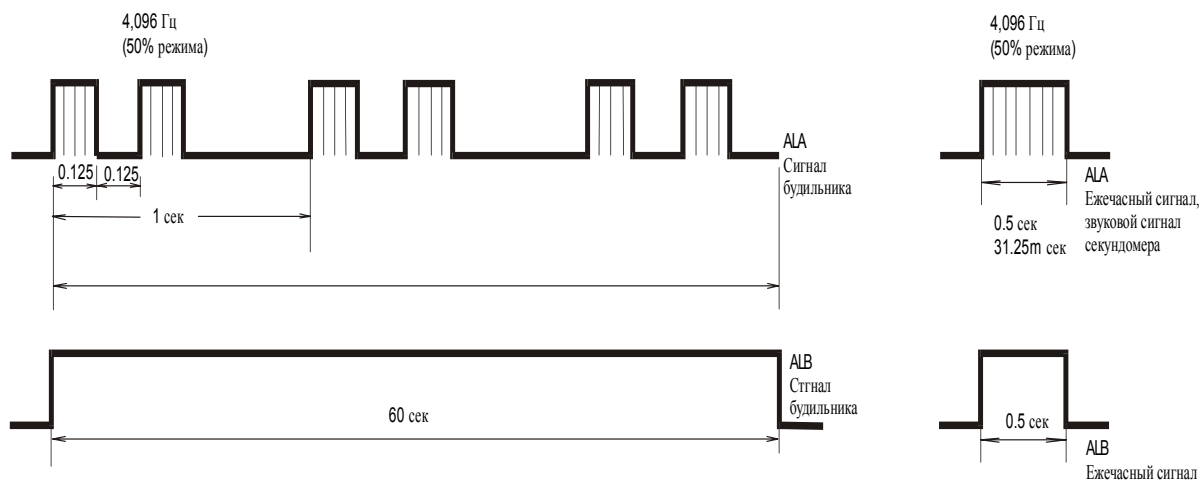 4,096 Гц
(50% режима)
4,096 Гц
(50% режима)
ALA
Сигнал
будильника
0.125 0.125
1 сек
ALA
Ежечасный сигнал,
звуковой сигнал
секундомера
0.5 сек
31.25m сек
ALB
Стгнал
будильника
60 сек
0.5 сек
ALB
Ежечасный сигнал